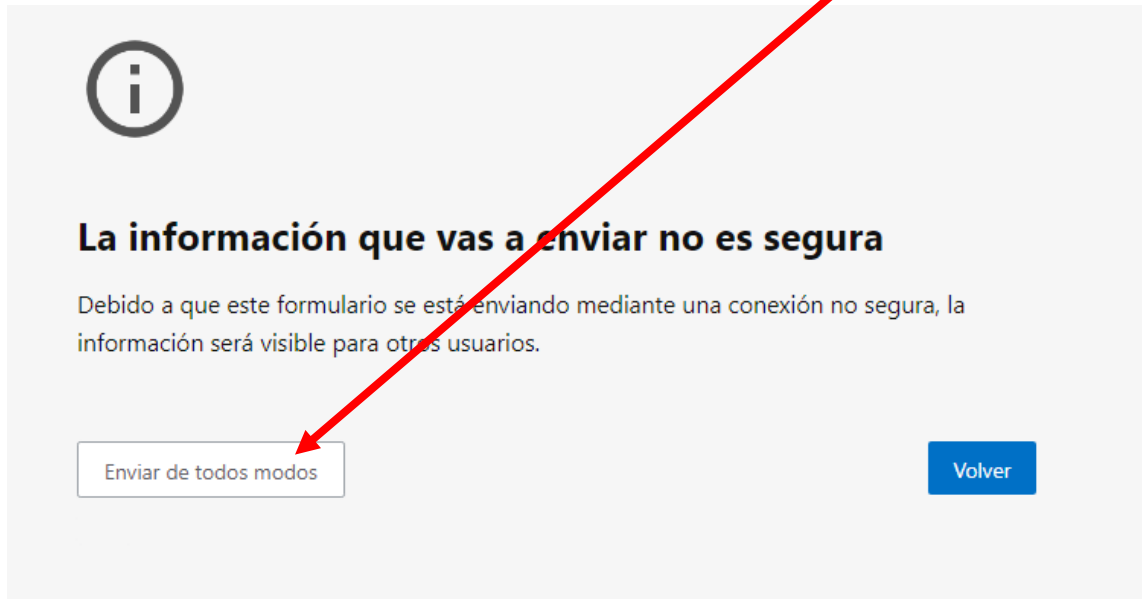 La información que vas a enviar no es segura
Debido a que este formulario se está enviando mediante una conexión no segura, la
información será visible para otros usuarios.
Enviar de todos modos
Volver